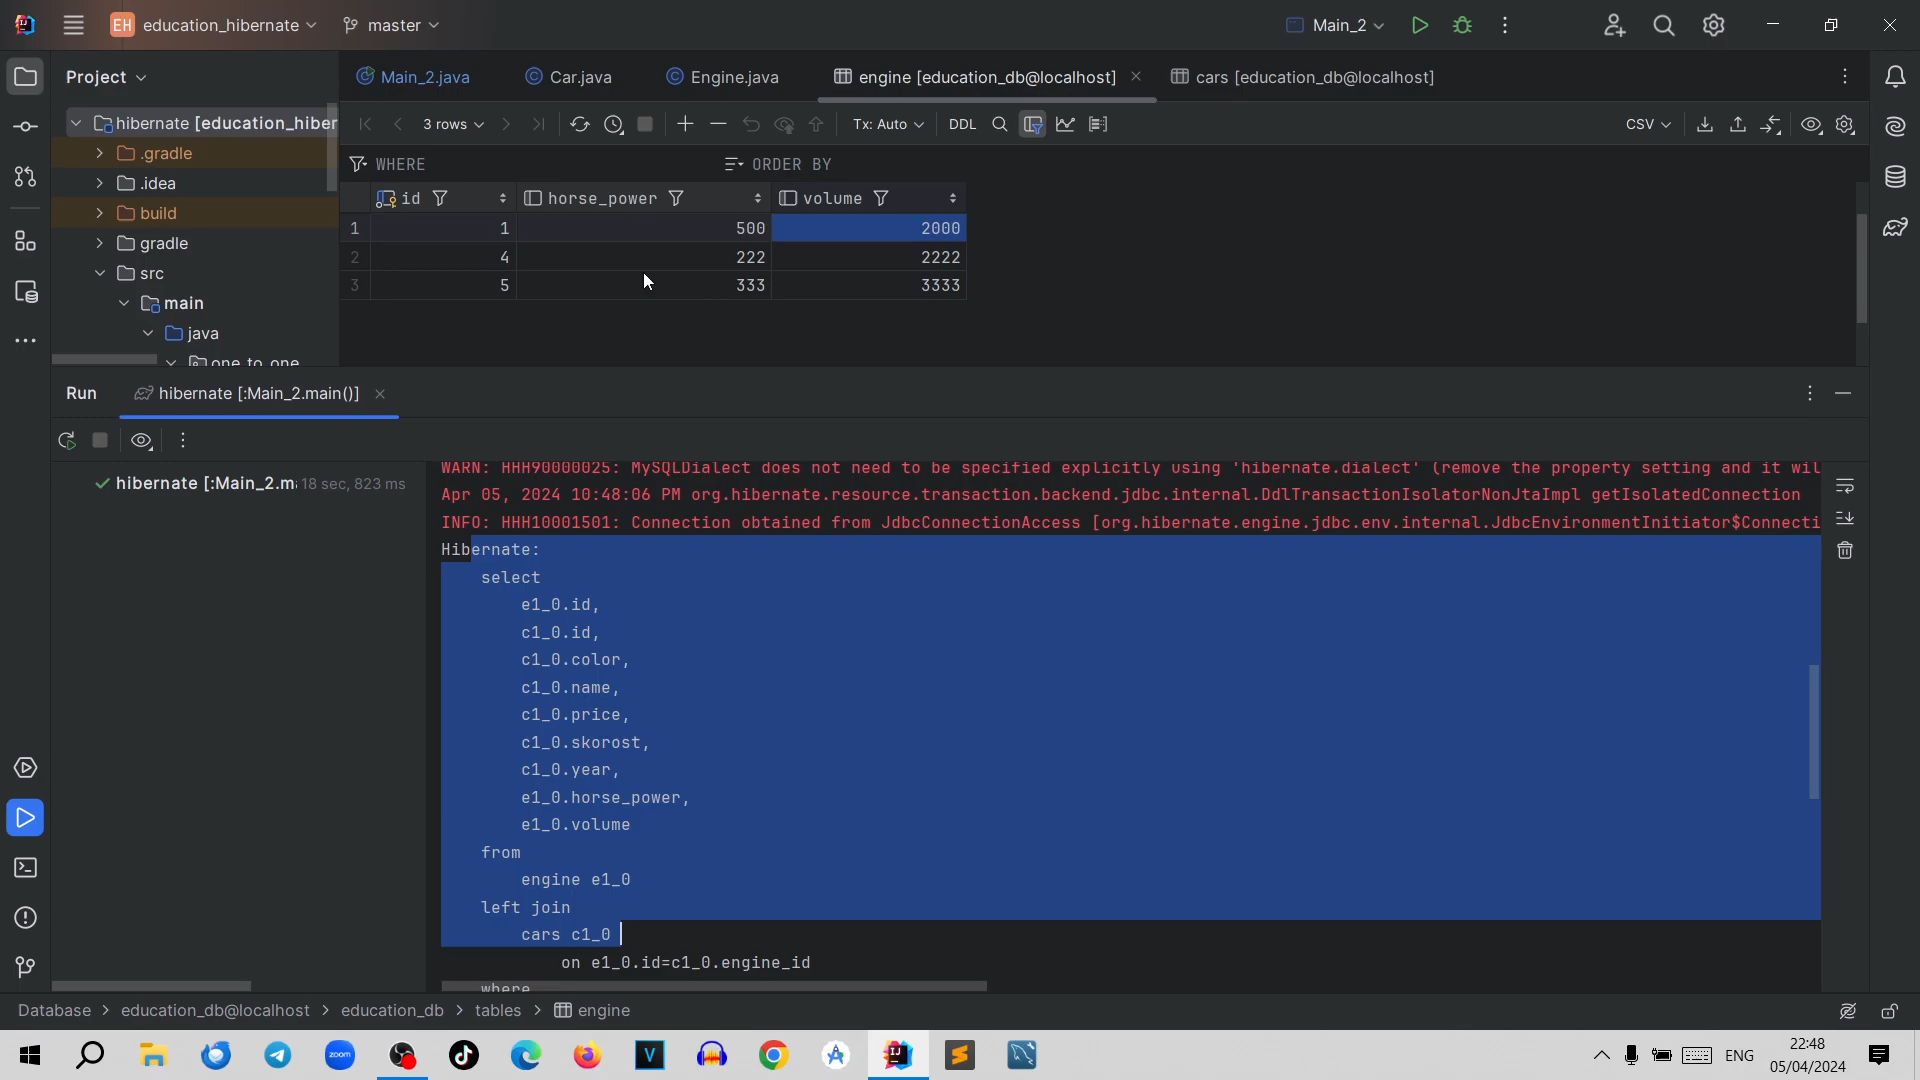 EH education_hibernate master Main_2
Project Main_2.java Car.java Engine.java engine [education_db@localhost] cars [education_db@localhost]
hibernate [education_hiber
.gradle
.idea
build
gradle
src
main
java
one_to_one
3 rows Tx: Auto DDL CSV
WHERE ORDER BY
id horse_power volume
1 1 500 2000
2 4 222 2222
3 5 333 3333
Run hibernate [:Main_2.main()]
hibernate [:Main_2.m 18 sec, 823 ms
WARN: HHH90000025: MySQLDialect does not need to be specified explicitly using 'hibernate.dialect' (remove the property setting and it wil
Apr 05, 2024 10:48:06 PM org.hibernate.resource.transaction.backend.jdbc.internal.DdlTransactionIsolatorNonJtaImpl getIsolatedConnection
INFO: HHH10001501: Connection obtained from JdbcConnectionAccess [org.hibernate.engine.jdbc.env.internal.JdbcEnvironmentInitiator$Connecti
Hibernate:
select
e1_0.id,
c1_0.id,
c1_0.color,
c1_0.name,
c1_0.price,
c1_0.skorost,
c1_0.year,
e1_0.horse_power,
e1_0.volume
from
engine e1_0
left join
cars c1_0
on e1_0.id=c1_0.engine_id
where
Database education_db@localhost education_db tables engine
zoom V ENG 22:48
05/04/2024